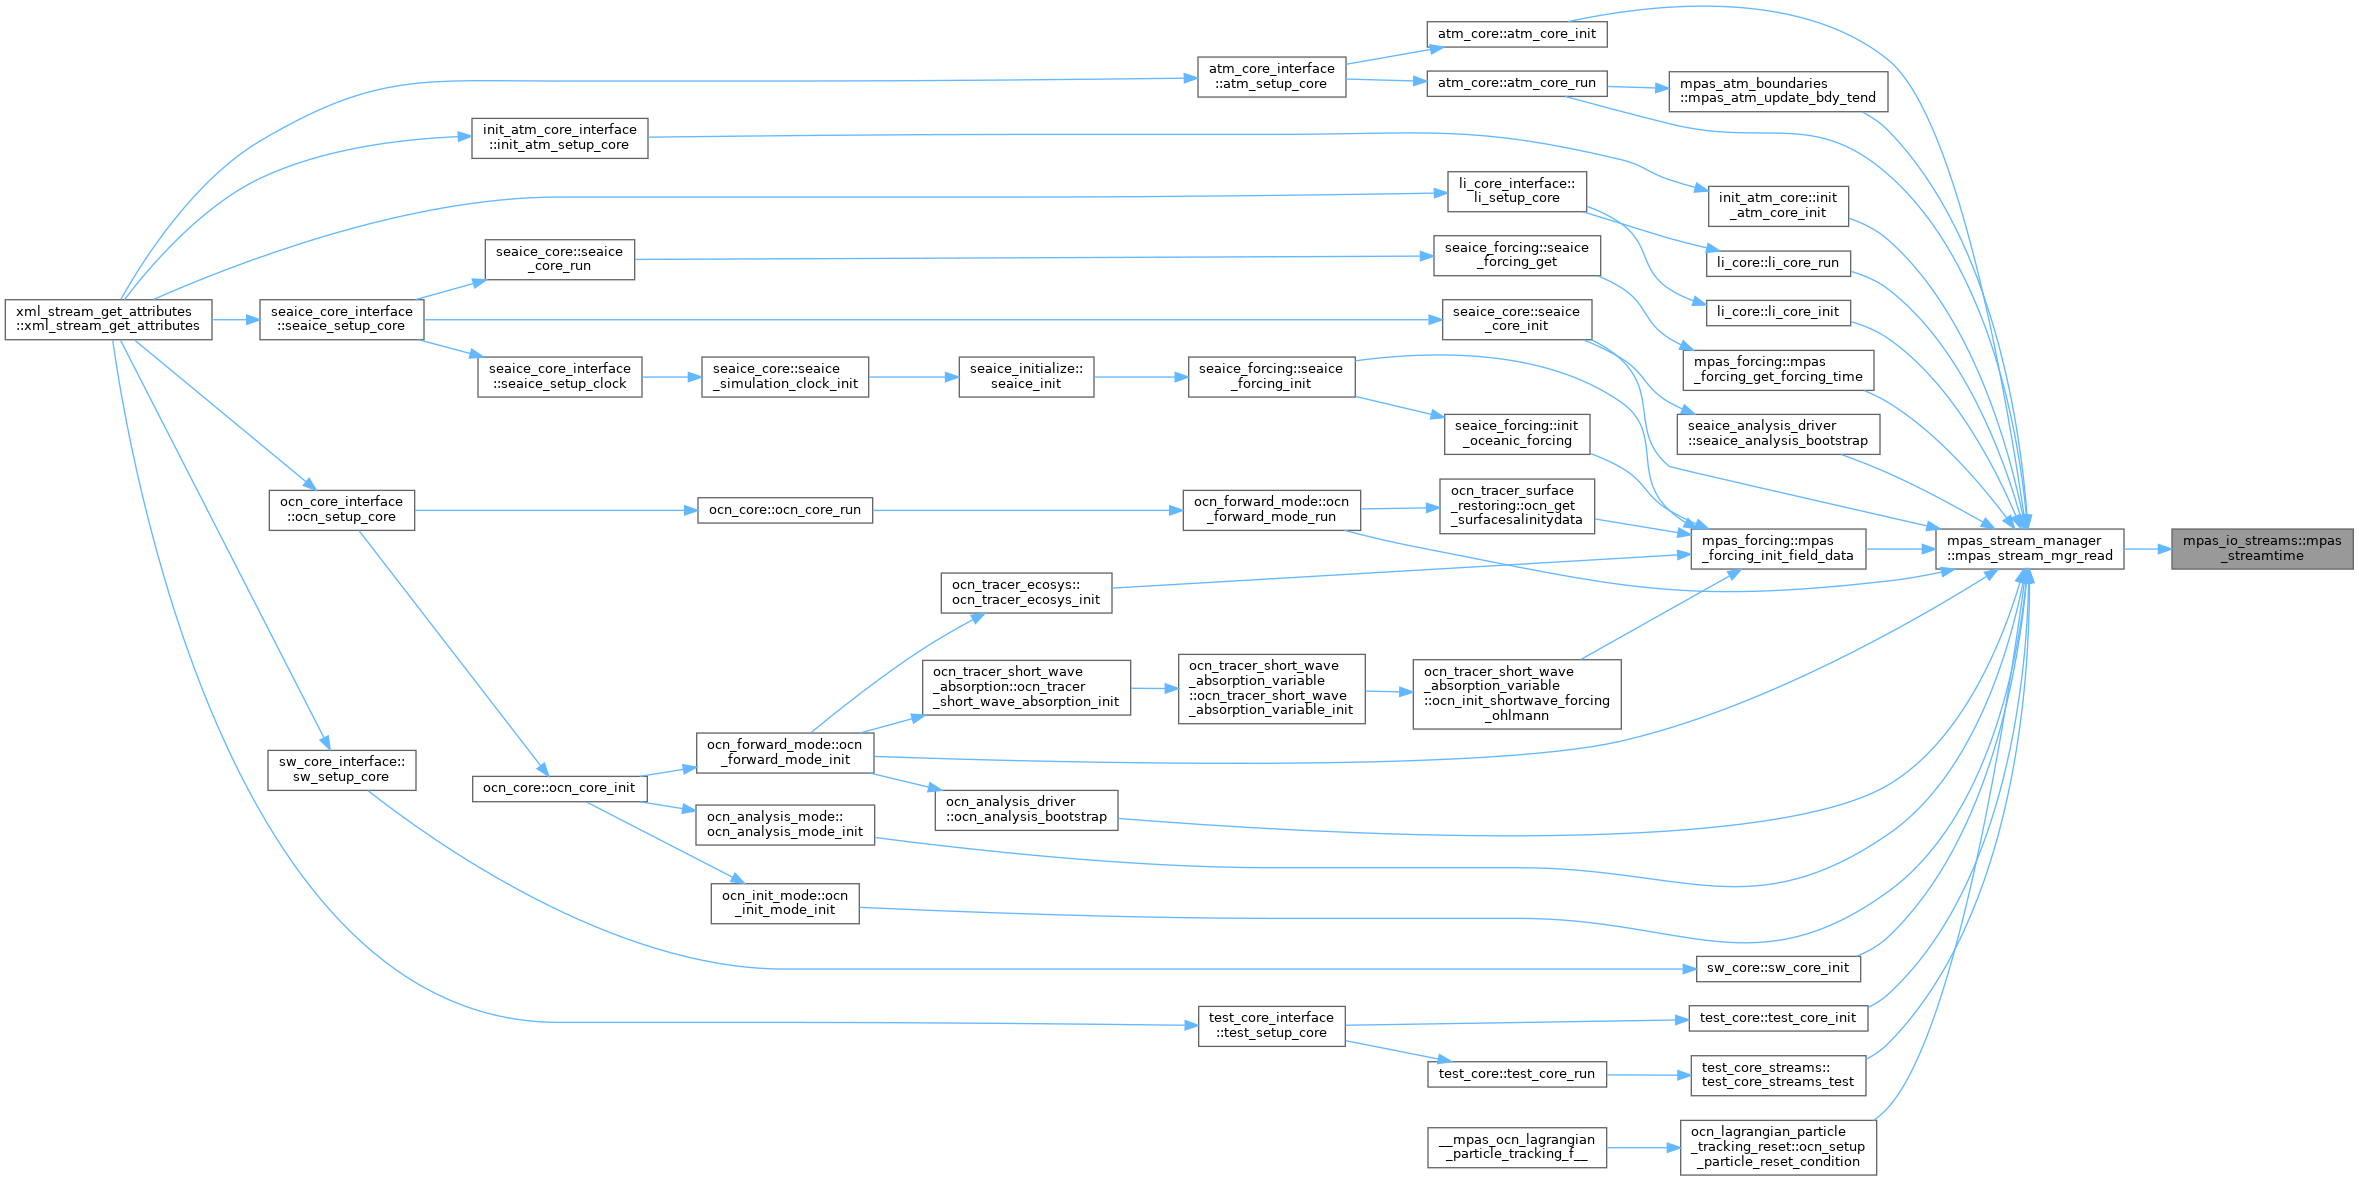 atm_core::atm_core_init
atm_core_interface
::atm_setup_core
atm_core::atm_core_run
mpas_atm_boundaries
::mpas_atm_update_bdy_tend
init_atm_core_interface
::init_atm_setup_core
li_core_interface::
li_setup_core
init_atm_core::init
_atm_core_init
seaice_core::seaice
_core_run
seaice_forcing::seaice
_forcing_get
li_core::li_core_run
xml_stream_get_attributes
::xml_stream_get_attributes
seaice_core_interface
::seaice_setup_core
seaice_core::seaice
_core_init
li_core::li_core_init
seaice_core_interface
::seaice_setup_clock
seaice_core::seaice
_simulation_clock_init
seaice_initialize::
seaice_init
seaice_forcing::seaice
_forcing_init
mpas_forcing::mpas
_forcing_get_forcing_time
seaice_forcing::init
_oceanic_forcing
seaice_analysis_driver
::seaice_analysis_bootstrap
ocn_core_interface
::ocn_setup_core
ocn_core::ocn_core_run
ocn_forward_mode::ocn
_forward_mode_run
ocn_tracer_surface
_restoring::ocn_get
_surfacesalinitydata
mpas_forcing::mpas
_forcing_init_field_data
mpas_stream_manager
::mpas_stream_mgr_read
mpas_io_streams::mpas
_streamtime
ocn_tracer_ecosys::
ocn_tracer_ecosys_init
ocn_tracer_short_wave
_absorption::ocn_tracer
_short_wave_absorption_init
ocn_tracer_short_wave
_absorption_variable
::ocn_tracer_short_wave
_absorption_variable_init
ocn_tracer_short_wave
_absorption_variable
::ocn_init_shortwave_forcing
_ohlmann
sw_core_interface::
sw_setup_core
ocn_core::ocn_core_init
ocn_forward_mode::ocn
_forward_mode_init
ocn_analysis_mode::
ocn_analysis_mode_init
ocn_analysis_driver
::ocn_analysis_bootstrap
ocn_init_mode::ocn
_init_mode_init
sw_core::sw_core_init
test_core_interface
::test_setup_core
test_core::test_core_init
test_core::test_core_run
test_core_streams::
test_core_streams_test
__mpas_ocn_lagrangian
_particle_tracking_f__
ocn_lagrangian_particle
_tracking_reset::ocn_setup
_particle_reset_condition